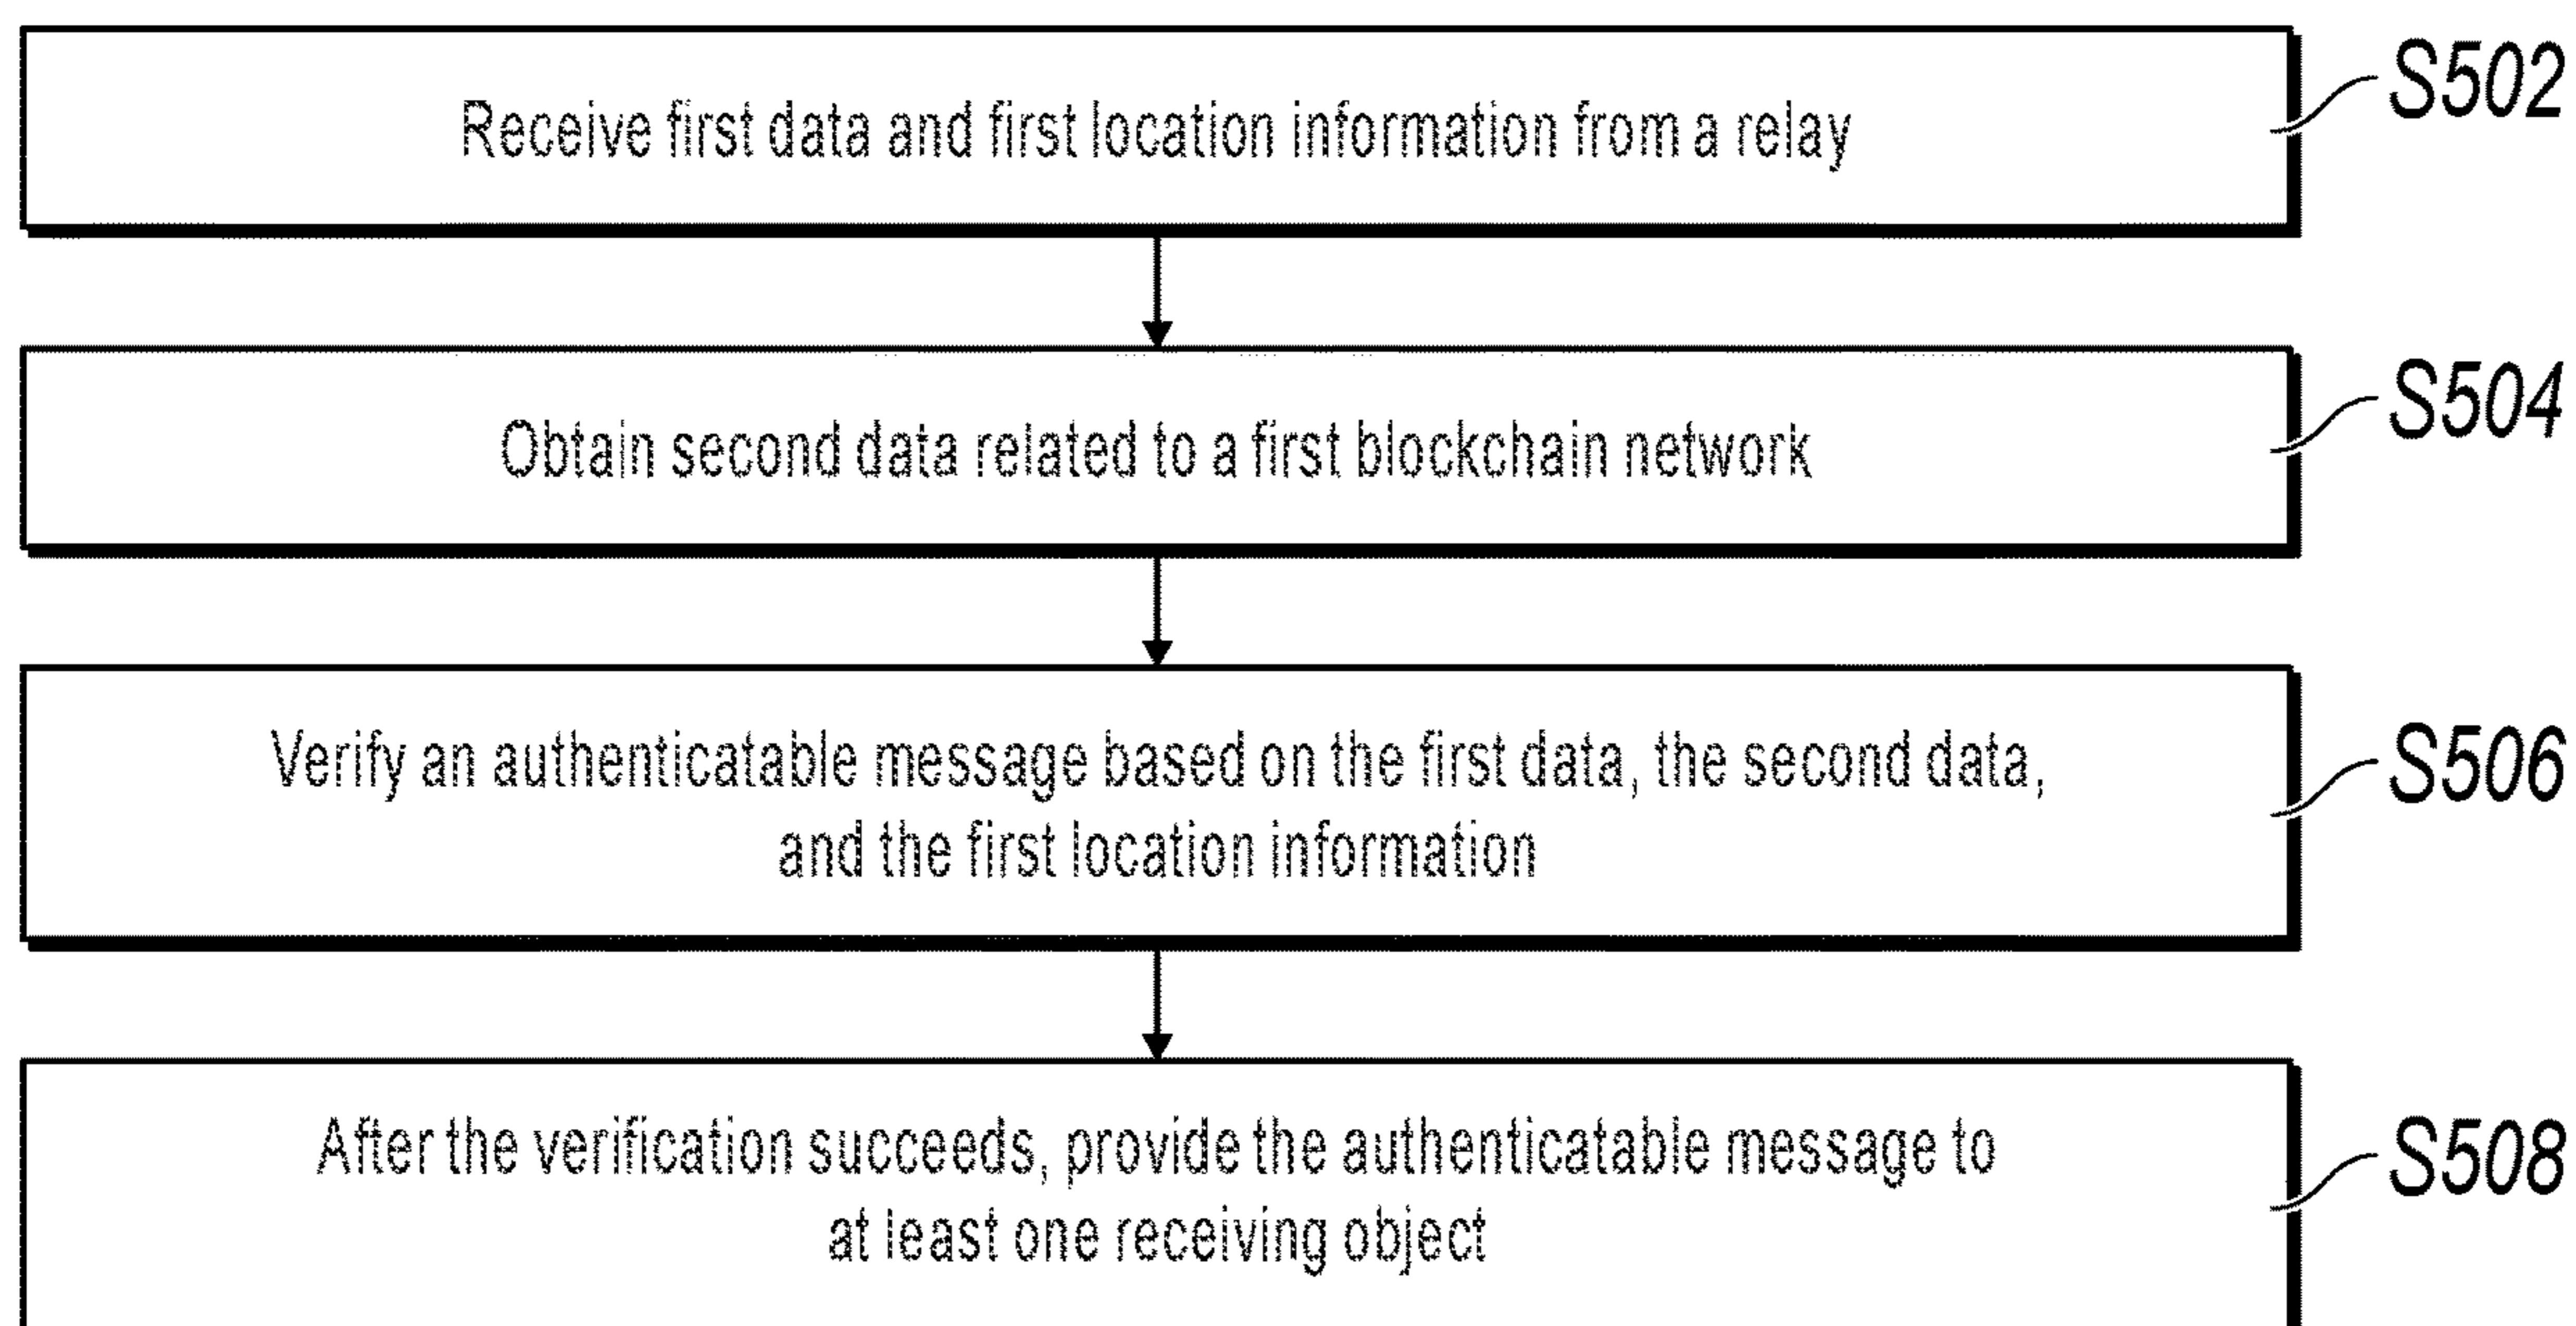 Receive first data and first location information from a relay
S502
Obtain second data related to a first blockchain network
S504
Verify an authenticatable message based on the first data, the second data,
and the first location information
S506
After the verification succeeds, provide the authenticatable message to
at least one receiving object
S508